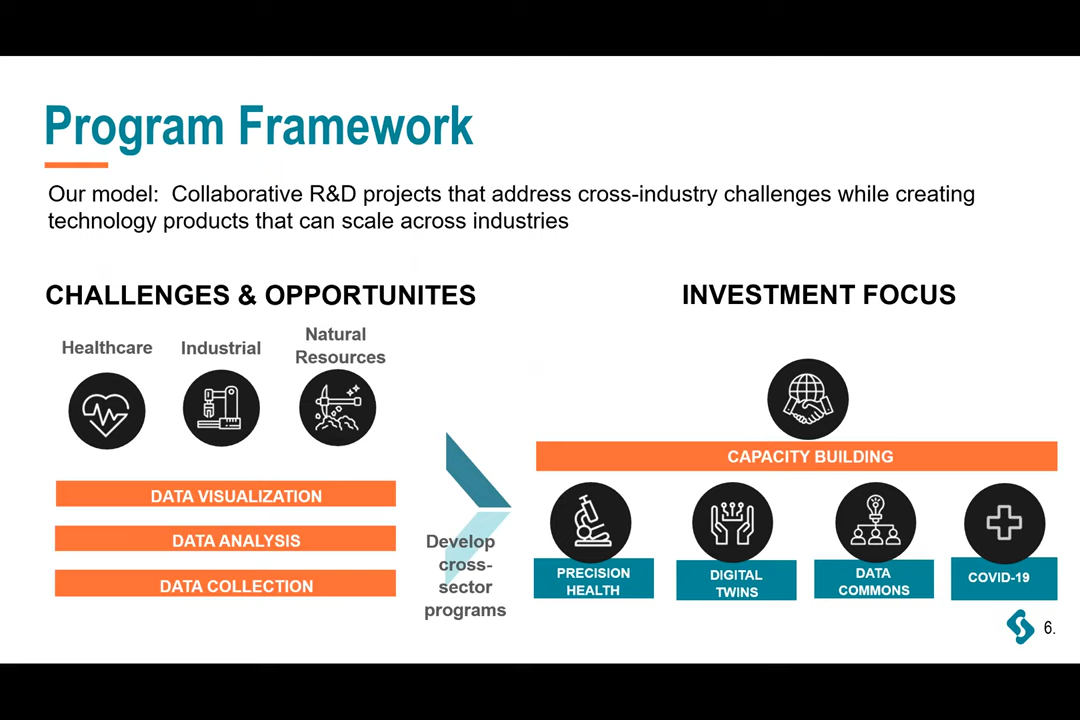 Program Framework
Our model:  Collaborative R&D projects that address cross-industry challenges while creating
technology products that can scale across industries
CHALLENGES & OPPORTUNITES
Healthcare
Industrial
Natural
Resources
DATA VISUALIZATION
DATA ANALYSIS
DATA COLLECTION
Develop
cross-
sector
programs
INVESTMENT FOCUS
CAPACITY BUILDING
PRECISION
HEALTH
DIGITAL
TWINS
DATA
COMMONS
COVID-19
6.